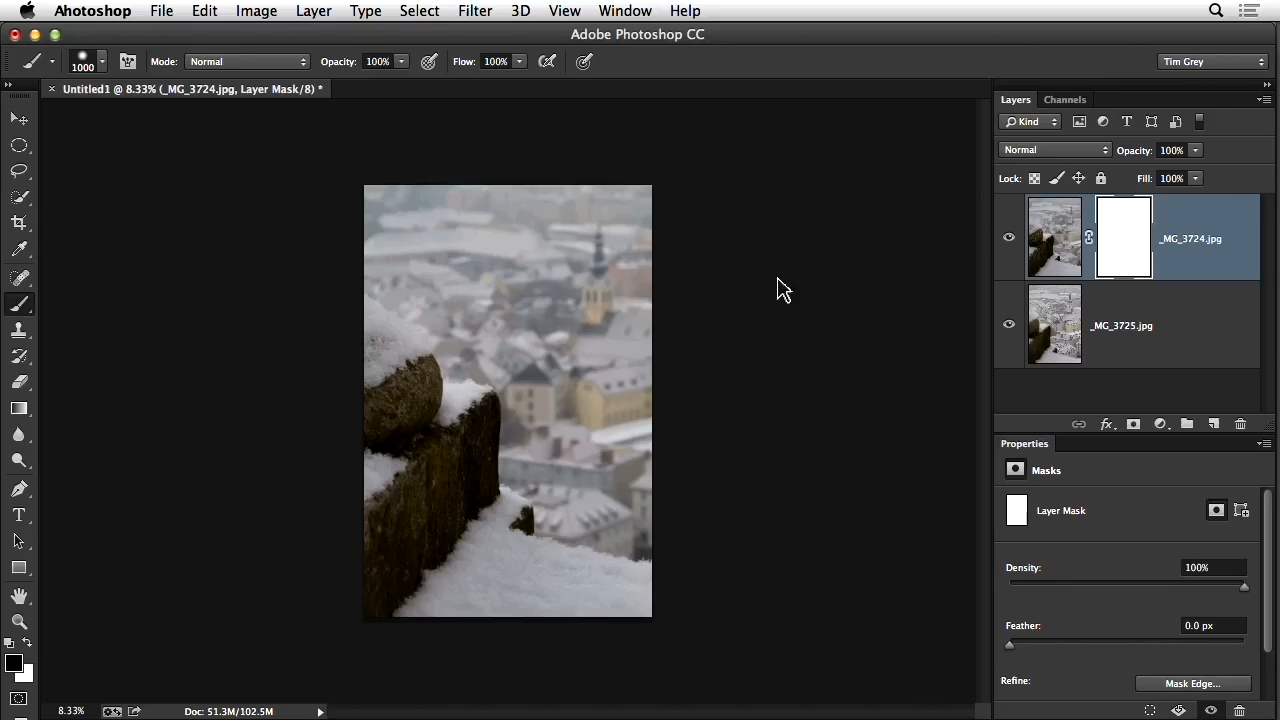 Ahotoshop File Edit Image Layer Type Select Filter 3D View Window Help
Adobe Photoshop CC
1000 Mode: Normal Opacity: 100% Flow: 100% Tim Grey
× Untitled1 @ 8.33% (_MG_3724.jpg, Layer Mask/8) *
Layers Channels
Kind T
Normal Opacity: 100%
Lock: Fill: 100%
_MG_3724.jpg
_MG_3725.jpg
fx
Properties
Masks
Layer Mask
Density: 100%
Feather: 0.0 px
Refine: Mask Edge...
T
8.33% Doc: 51.3M/102.5M